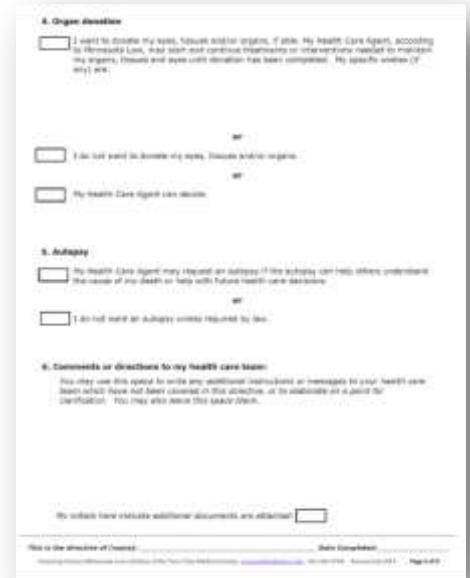 4. Organ donation
I want to donate my eyes, tissues and/or organs, if able. My Health Care Agent, according
to Minnesota Law, may start and continue treatments or interventions needed to maintain
my organs, tissues and eyes until donation has been completed. My specific wishes (if
any) are:
or
I do not want to donate my eyes, tissues and/or organs.
or
My Health Care Agent can decide.
5. Autopsy
My Health Care Agent may request an autopsy if the autopsy can help others understand
the cause of my death or help with future health care decisions.
or
I do not want an autopsy unless required by law.
6. Comments or directions to my health care team:
You may use this space to write any additional instructions or messages to your health care
team which have not been covered in this directive, or to elaborate on a point for
clarification. You may also leave this space blank.
My initials here indicate additional documents are attached:
This is the directive of (name): Date Completed: